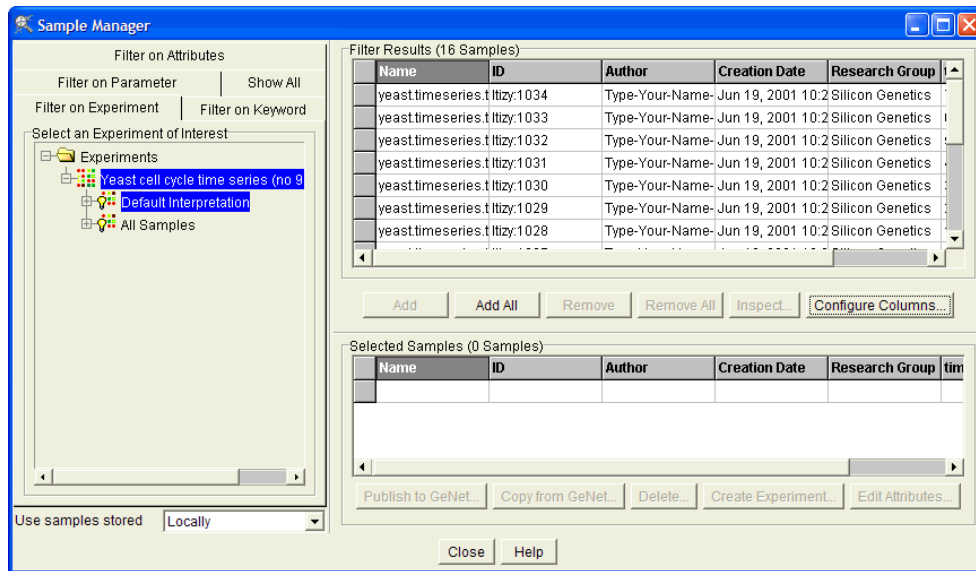 Sample Manager
Filter on Attributes
Filter on Parameter Show All
Filter on Experiment Filter on Keyword
Select an Experiment of Interest
Experiments
Yeast cell cycle time series (no 9
Default Interpretation
All Samples
Use samples stored Locally
Filter Results (16 Samples)
Name ID Author Creation Date Research Group
yeast.timeseries.t ltizy:1034 Type-Your-Name- Jun 19, 2001 10:2 Silicon Genetics
yeast.timeseries.t ltizy:1033 Type-Your-Name- Jun 19, 2001 10:2 Silicon Genetics
yeast.timeseries.t ltizy:1032 Type-Your-Name- Jun 19, 2001 10:2 Silicon Genetics
yeast.timeseries.t ltizy:1031 Type-Your-Name- Jun 19, 2001 10:2 Silicon Genetics
yeast.timeseries.t ltizy:1030 Type-Your-Name- Jun 19, 2001 10:2 Silicon Genetics
yeast.timeseries.t ltizy:1029 Type-Your-Name- Jun 19, 2001 10:2 Silicon Genetics
yeast.timeseries.t ltizy:1028 Type-Your-Name- Jun 19, 2001 10:2 Silicon Genetics
Add Add All Remove Remove All Inspect... Configure Columns...
Selected Samples (0 Samples)
Name ID Author Creation Date Research Group tim
Publish to GeNet... Copy from GeNet... Delete... Create Experiment... Edit Attributes...
Close Help